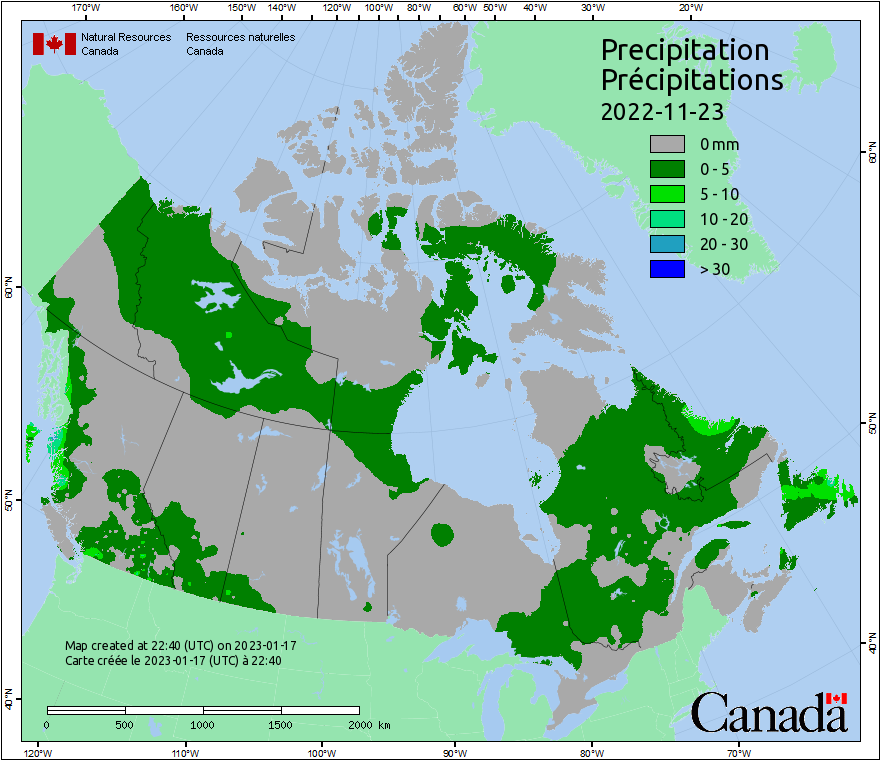 170°W 160°W 150°W 140°W 120°W 100°W 80°W 60°W 50°W 40°W 30°W 20°W
Natural Resources Ressources naturelles
Canada Canada
Precipitation
Précipitations
2022-11-23
0 mm
0 - 5
5 - 10
10 - 20
20 - 30
> 30
60°N
50°N
40°N
60°N
50°N
40°N
Map created at 22:40 (UTC) on 2023-01-17
Carte créée le 2023-01-17 (UTC) à 22:40
0 500 1000 1500 2000 km
Canada
120°W 110°W 100°W 90°W 80°W 70°W